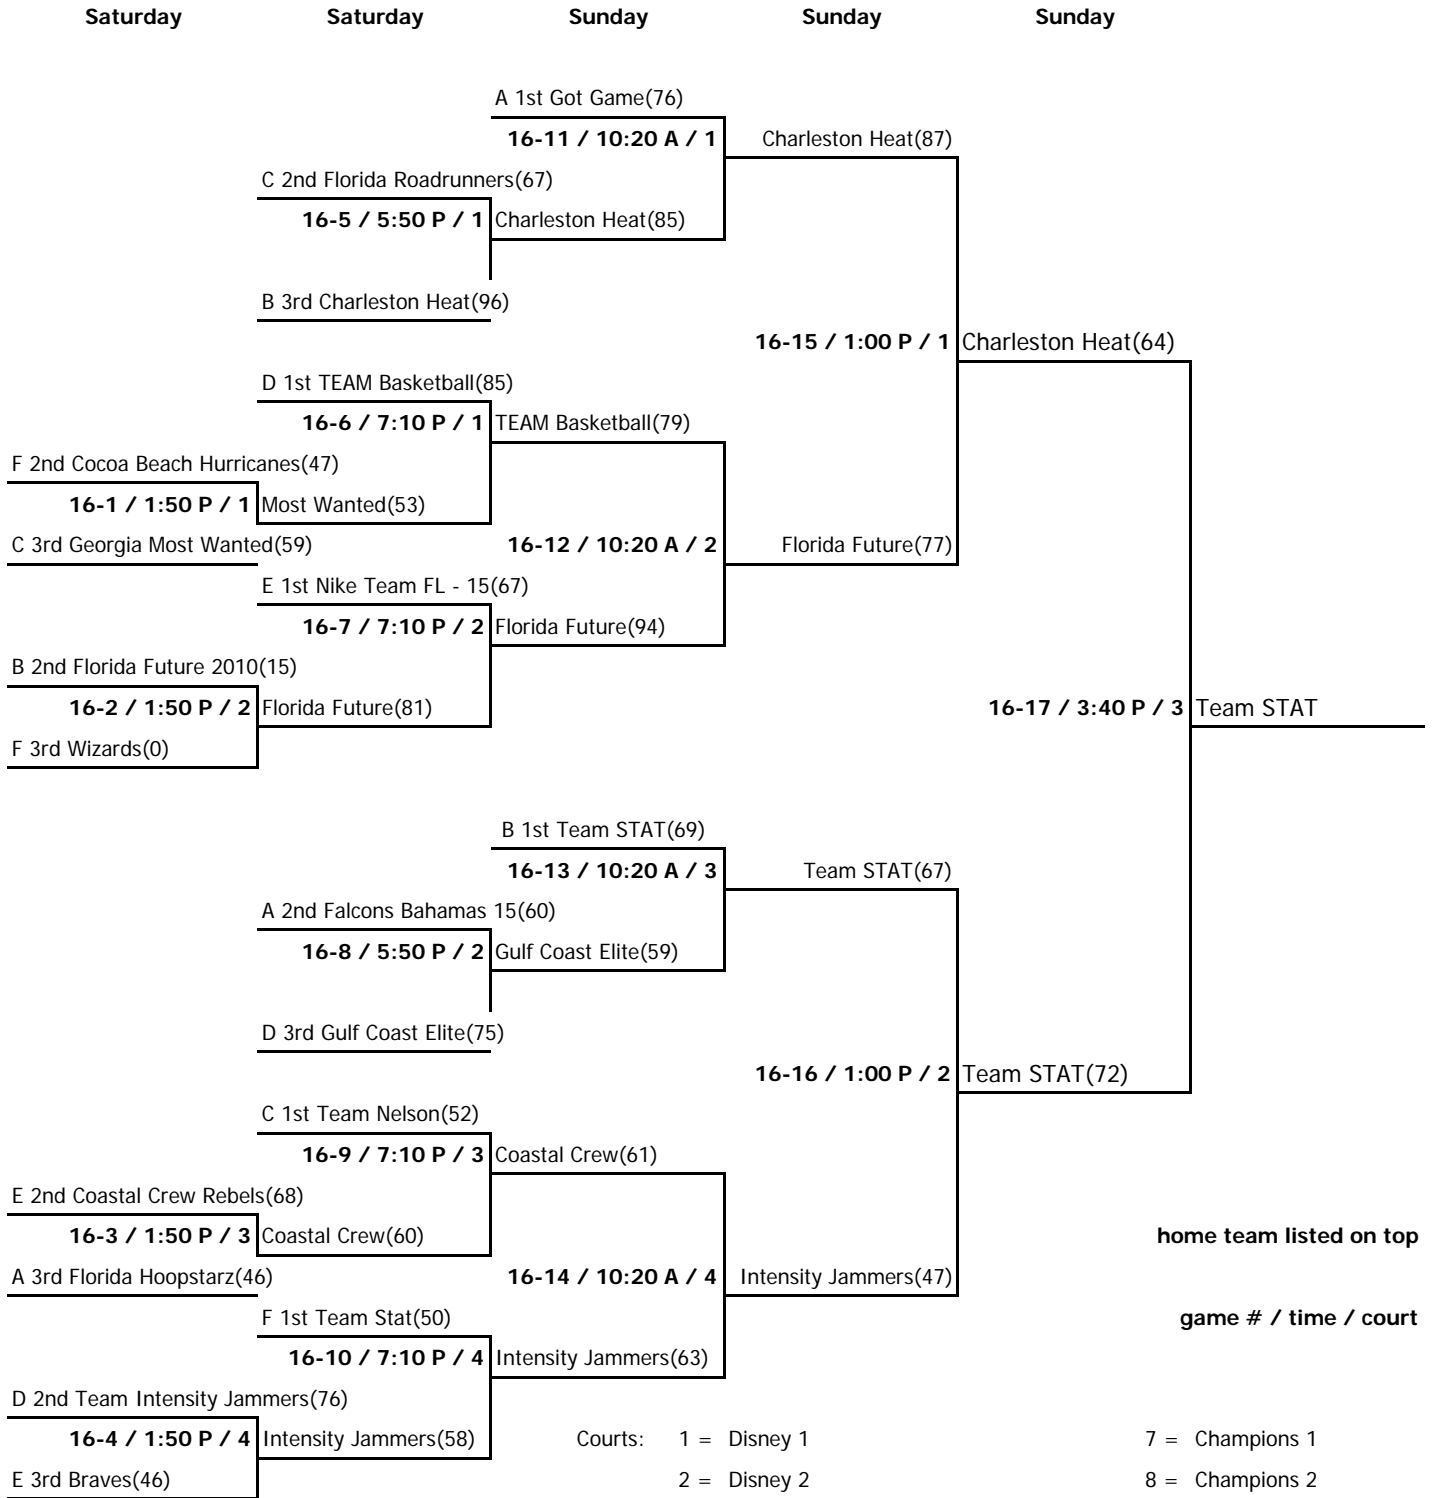 Saturday Saturday Sunday Sunday Sunday
A 1st Got Game(76)
16-11 / 10:20 A / 1 Charleston Heat(87)
C 2nd Florida Roadrunners(67)
16-5 / 5:50 P / 1 Charleston Heat(85)
B 3rd Charleston Heat(96)
16-15 / 1:00 P / 1 Charleston Heat(64)
D 1st TEAM Basketball(85)
16-6 / 7:10 P / 1 TEAM Basketball(79)
F 2nd Cocoa Beach Hurricanes(47)
16-1 / 1:50 P / 1 Most Wanted(53)
C 3rd Georgia Most Wanted(59) 16-12 / 10:20 A / 2 Florida Future(77)
E 1st Nike Team FL - 15(67)
16-7 / 7:10 P / 2 Florida Future(94)
B 2nd Florida Future 2010(15)
16-2 / 1:50 P / 2 Florida Future(81) 16-17 / 3:40 P / 3 Team STAT
F 3rd Wizards(0)
B 1st Team STAT(69)
16-13 / 10:20 A / 3 Team STAT(67)
A 2nd Falcons Bahamas 15(60)
16-8 / 5:50 P / 2 Gulf Coast Elite(59)
D 3rd Gulf Coast Elite(75)
16-16 / 1:00 P / 2 Team STAT(72)
C 1st Team Nelson(52)
16-9 / 7:10 P / 3 Coastal Crew(61)
E 2nd Coastal Crew Rebels(68)
16-3 / 1:50 P / 3 Coastal Crew(60) home team listed on top
A 3rd Florida Hoopstarz(46) 16-14 / 10:20 A / 4 Intensity Jammers(47)
F 1st Team Stat(50) game # / time / court
16-10 / 7:10 P / 4 Intensity Jammers(63)
D 2nd Team Intensity Jammers(76)
16-4 / 1:50 P / 4 Intensity Jammers(58) Courts: 1 = Disney 1 7 = Champions 1
E 3rd Braves(46) 2 = Disney 2 8 = Champions 2